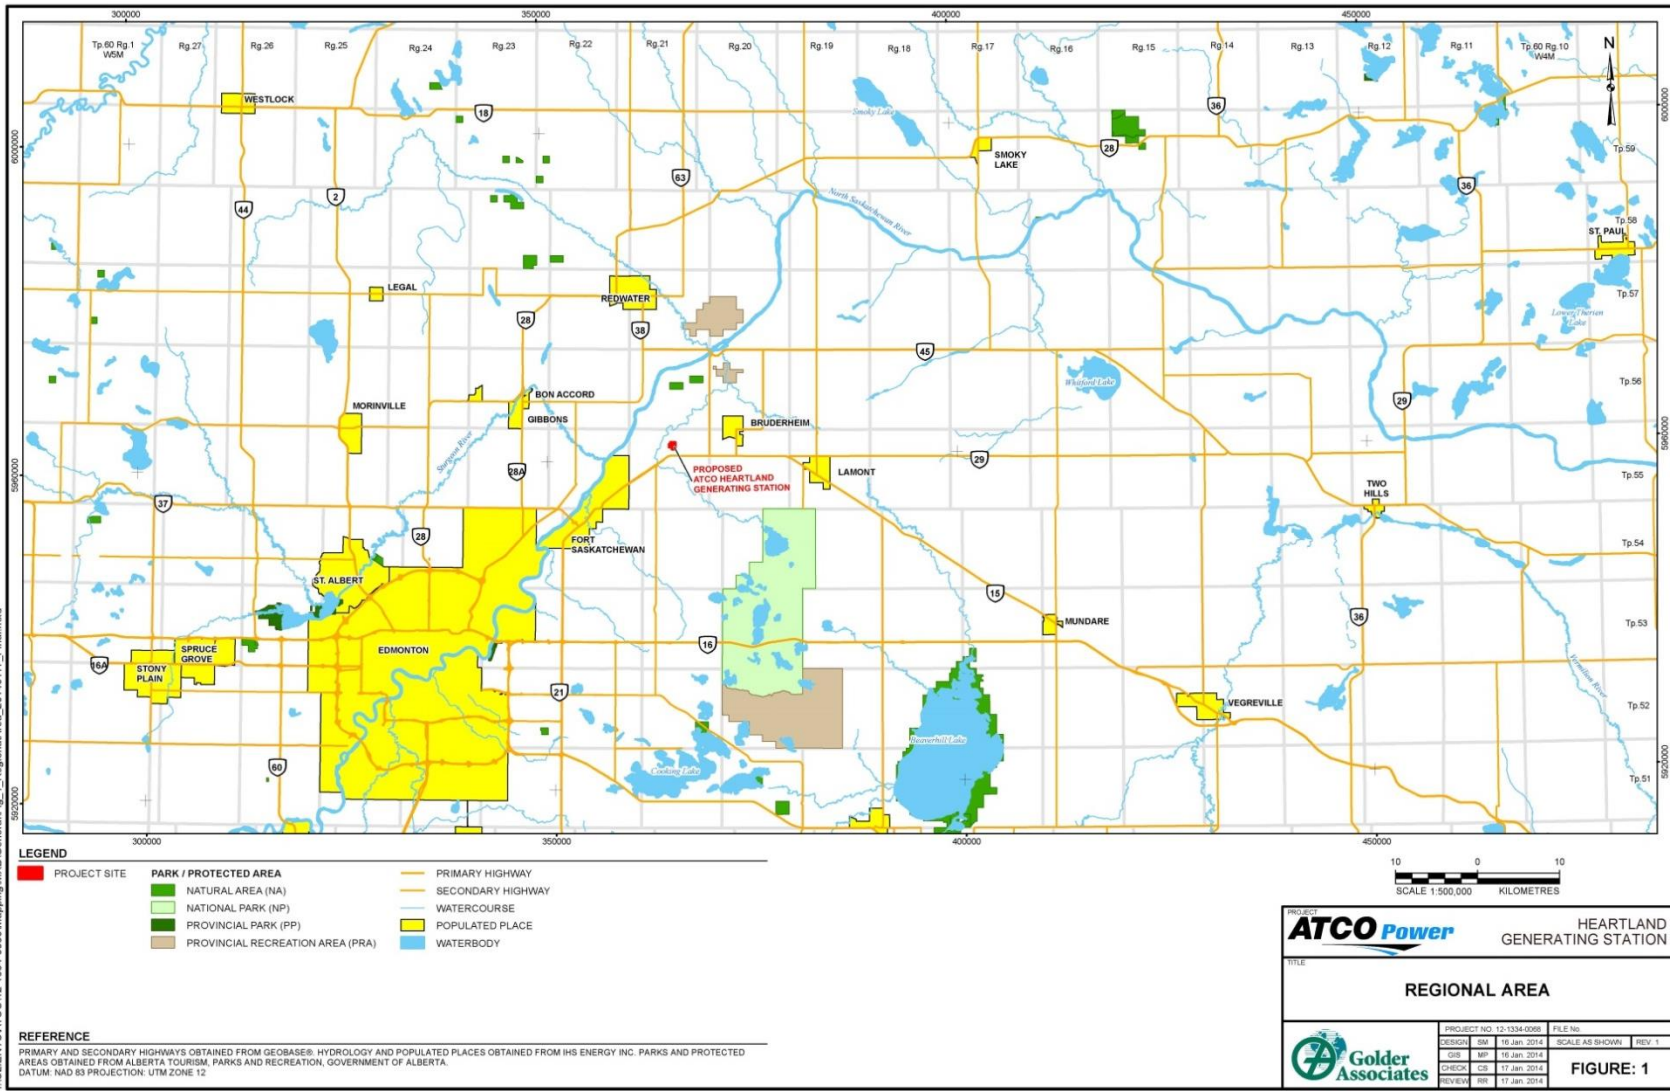 300000
350000
400000
450000
Tp.60 Rg.1
W5M
Rg.27
Rg.26
Rg.25
Rg.24
Rg.23
Rg.22
Rg.21
Rg.20
Rg.19
Rg.18
Rg.17
Rg.16
Rg.15
Rg.14
Rg.13
Rg.12
Rg.11
Tp.60 Rg.10
W4M
N
WESTLOCK
18
Smoky Lake
36
6000000
6000000
28
SMOKY
LAKE
Tp.59
63
36
2
44
North Saskatchewan River
Tp.58
ST. PAUL
LEGAL
REDWATER
Tp.57
28
38
Lower Therien
Lake
45
Whitford Lake
Tp.56
BON ACCORD
MORINVILLE
GIBBONS
BRUDERHEIM
29
Sturgeon River
5960000
5960000
28A
PROPOSED
ATCO HEARTLAND
GENERATING STATION
LAMONT
29
Tp.55
TWO
HILLS
37
28
FORT
SASKATCHEWAN
Tp.54
ST. ALBERT
15
MUNDARE
36
Tp.53
16
EDMONTON
SPRUCE
GROVE
STONY
PLAIN
16A
21
Vermilion River
VEGREVILLE
Tp.52
Beaverhill Lake
Cooking Lake
60
Tp.51
5920000
5920000
300000
350000
400000
450000
LEGEND
PROJECT SITE
PARK / PROTECTED AREA
NATURAL AREA (NA)
NATIONAL PARK (NP)
PROVINCIAL PARK (PP)
PROVINCIAL RECREATION AREA (PRA)
PRIMARY HIGHWAY
SECONDARY HIGHWAY
WATERCOURSE
POPULATED PLACE
WATERBODY
10 0 10
SCALE 1:500,000 KILOMETRES
PROJECT
ATCO Power
HEARTLAND
GENERATING STATION
TITLE
REGIONAL AREA
REFERENCE
PRIMARY AND SECONDARY HIGHWAYS OBTAINED FROM GEOBASE®. HYDROLOGY AND POPULATED PLACES OBTAINED FROM IHS ENERGY INC. PARKS AND PROTECTED
AREAS OBTAINED FROM ALBERTA TOURISM, PARKS AND RECREATION, GOVERNMENT OF ALBERTA.
DATUM: NAD 83 PROJECTION: UTM ZONE 12
Golder
Associates
PROJECT NO. 12-1334-0068 FILE No.
DESIGN SM 16 Jan. 2014 SCALE AS SHOWN REV. 1
GIS MP 16 Jan. 2014
CHECK CS 17 Jan. 2014
REVIEW RR 17 Jan. 2014
FIGURE: 1